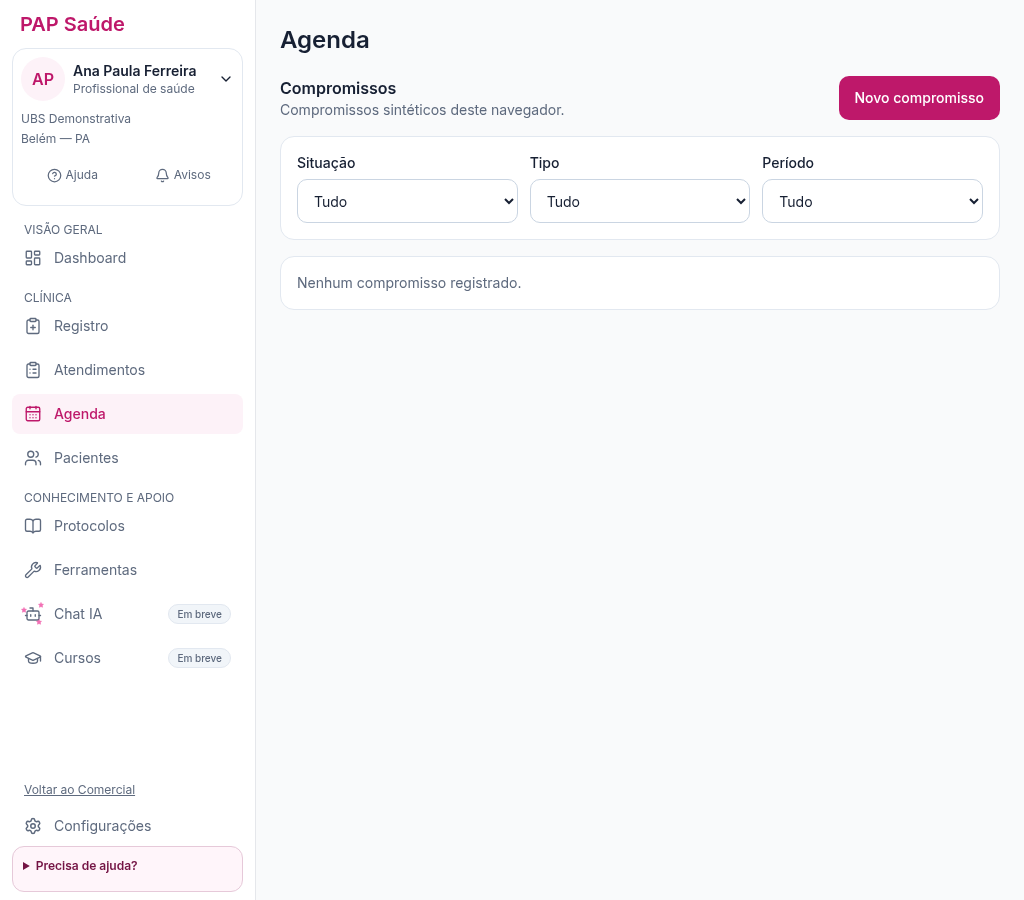 PAP Saúde
AP
Ana Paula Ferreira
Profissional de saúde
UBS Demonstrativa
Belém — PA
Ajuda
Avisos
VISÃO GERAL
Dashboard
CLÍNICA
Registro
Atendimentos
Agenda
Pacientes
CONHECIMENTO E APOIO
Protocolos
Ferramentas
Chat IA
Em breve
Cursos
Em breve
Voltar ao Comercial
Configurações
Precisa de ajuda?
Agenda
Compromissos
Compromissos sintéticos deste navegador.
Novo compromisso
Situação
Tudo
Tipo
Tudo
Período
Tudo
Nenhum compromisso registrado.